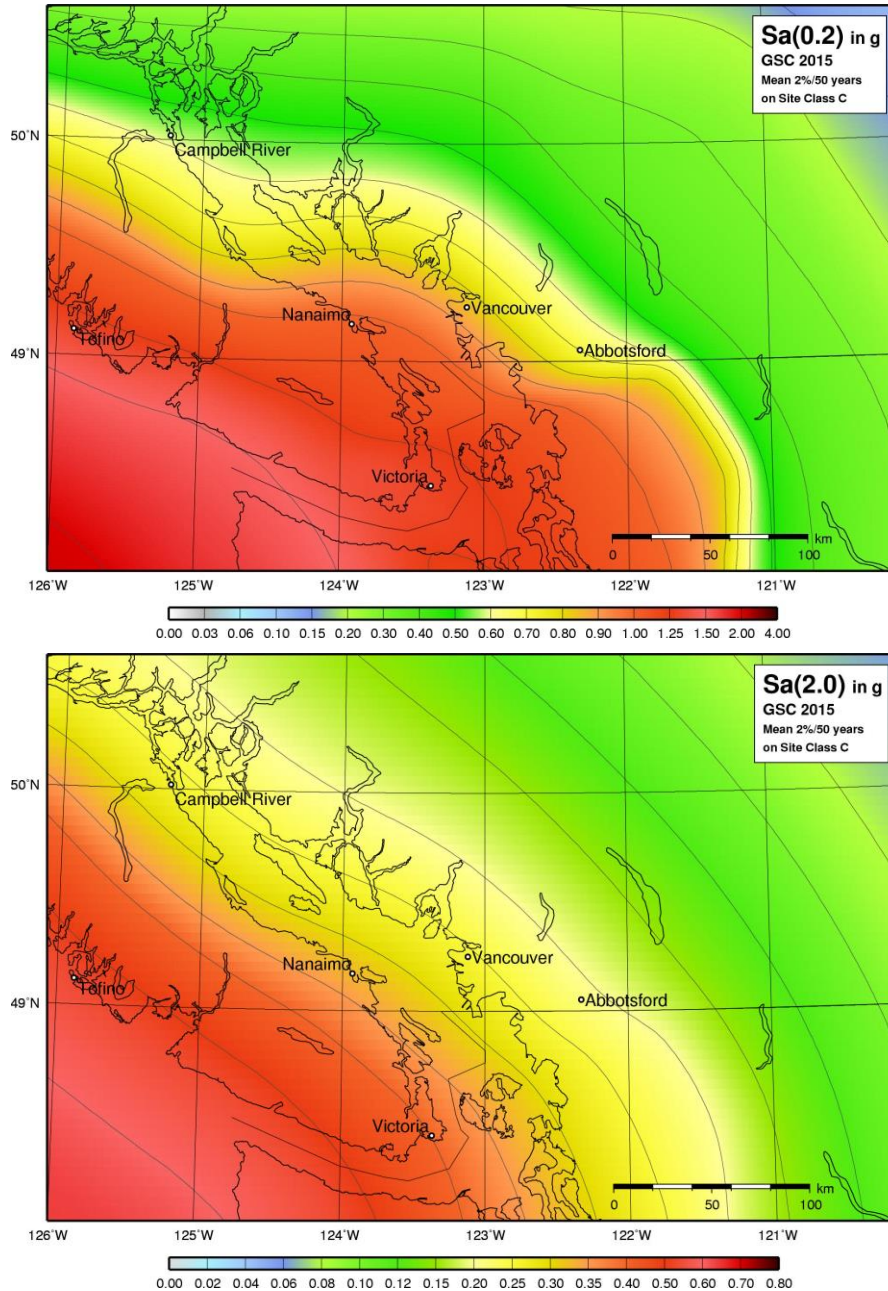 Sa(0.2) in g
GSC 2015
Mean 2%/50 years
on Site Class C
50°N
Campbell River
Vancouver
Nanaimo
Abbotsford
49°N
Tofino
Victoria
km
0 50 100
126°W 125°W 124°W 123°W 122°W 121°W
0.00 0.03 0.06 0.10 0.15 0.20 0.30 0.40 0.50 0.60 0.70 0.80 0.90 1.00 1.25 1.50 2.00 4.00
Sa(2.0) in g
GSC 2015
Mean 2%/50 years
on Site Class C
50°N
Campbell River
Vancouver
Nanaimo
Abbotsford
49°N
Tofino
Victoria
km
0 50 100
126°W 125°W 124°W 123°W 122°W 121°W
0.00 0.02 0.04 0.06 0.08 0.10 0.12 0.15 0.20 0.25 0.30 0.35 0.40 0.50 0.60 0.70 0.80